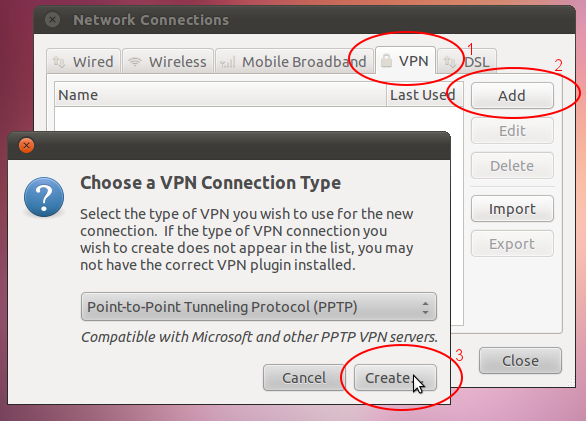 Network Connections
1
Wired
Wireless
Mobile Broadband
VPN
DSL
2
Name
Last Used
Add
Edit
Delete
Import
Export
Close
Choose a VPN Connection Type
Select the type of VPN you wish to use for the new
connection. If the type of VPN connection you
wish to create does not appear in the list, you may
not have the correct VPN plugin installed.
Point-to-Point Tunneling Protocol (PPTP)
Compatible with Microsoft and other PPTP VPN servers.
3
Cancel
Create...